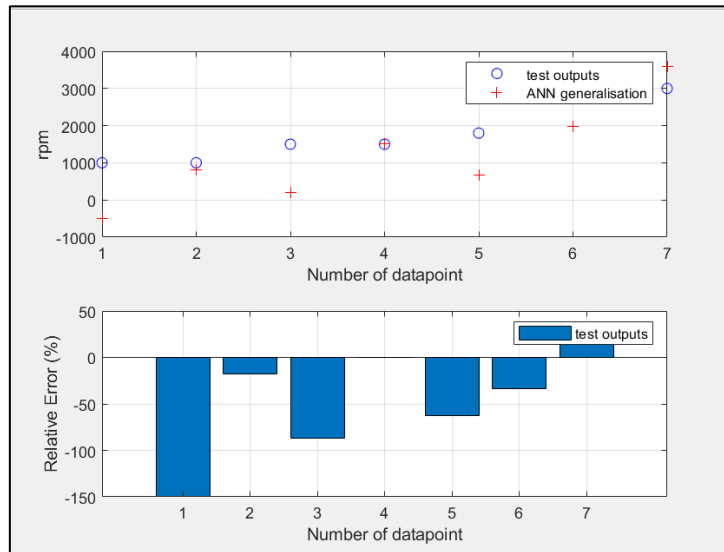 4000
3000
2000
1000
0
-1000
rpm
test outputs
ANN generalisation
1 2 3 4 5 6 7
Number of datapoint
50
0
-50
-100
-150
Relative Error (%)
test outputs
1 2 3 4 5 6 7
Number of datapoint